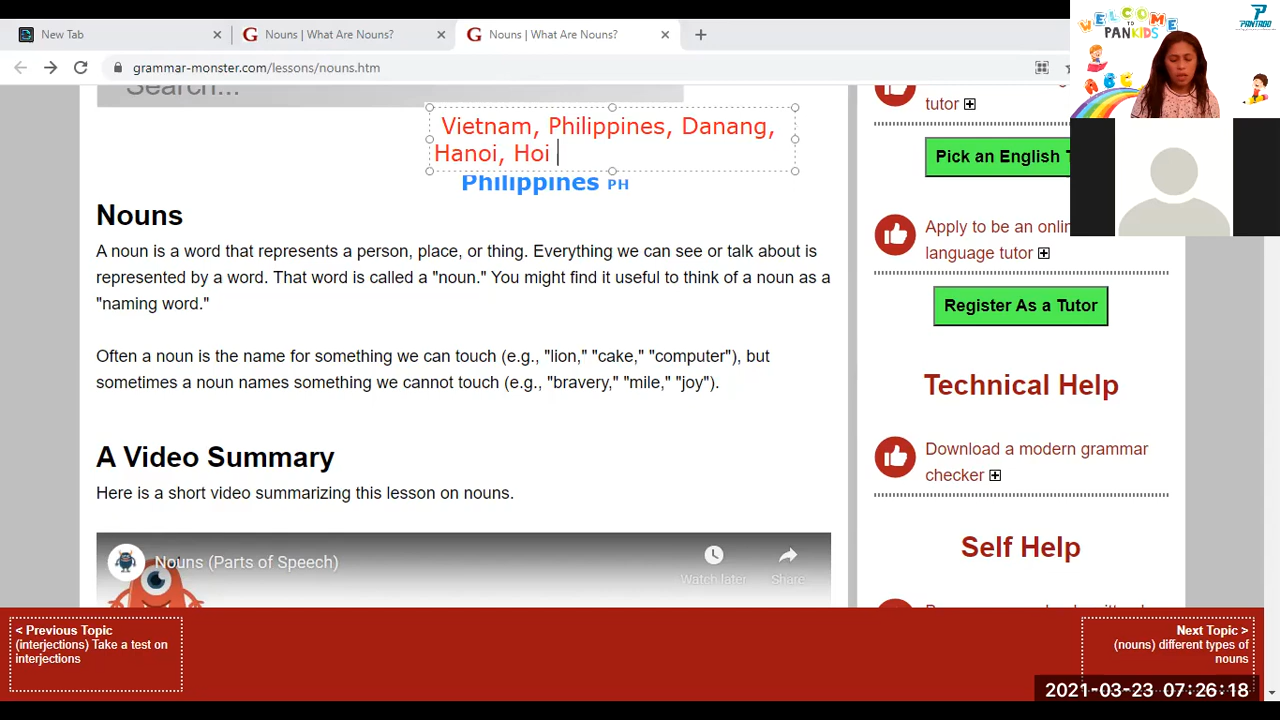 New Tab
Nouns | What Are Nouns?
Nouns | What Are Nouns?
grammar-monster.com/lessons/nouns.htm
WELCOME
TO
PANKIDS
PANTADO
Search...
Vietnam, Philippines, Danang,
Hanoi, Hoi
Philippines PH
Nouns
A noun is a word that represents a person, place, or thing. Everything we can see or talk about is
represented by a word. That word is called a "noun." You might find it useful to think of a noun as a
"naming word."
Often a noun is the name for something we can touch (e.g., "lion," "cake," "computer"), but
sometimes a noun names something we cannot touch (e.g., "bravery," "mile," "joy").
A Video Summary
Here is a short video summarizing this lesson on nouns.
Nouns (Parts of Speech)
Watch later
Share
tutor
Pick an English
Apply to be an
language tutor
Register As a Tutor
Technical Help
Download a modern grammar
checker
Self Help
< Previous Topic
(interjections) Take a test on
interjections
Next Topic >
(nouns) different types of
nouns
2021-03-23 07:26:18